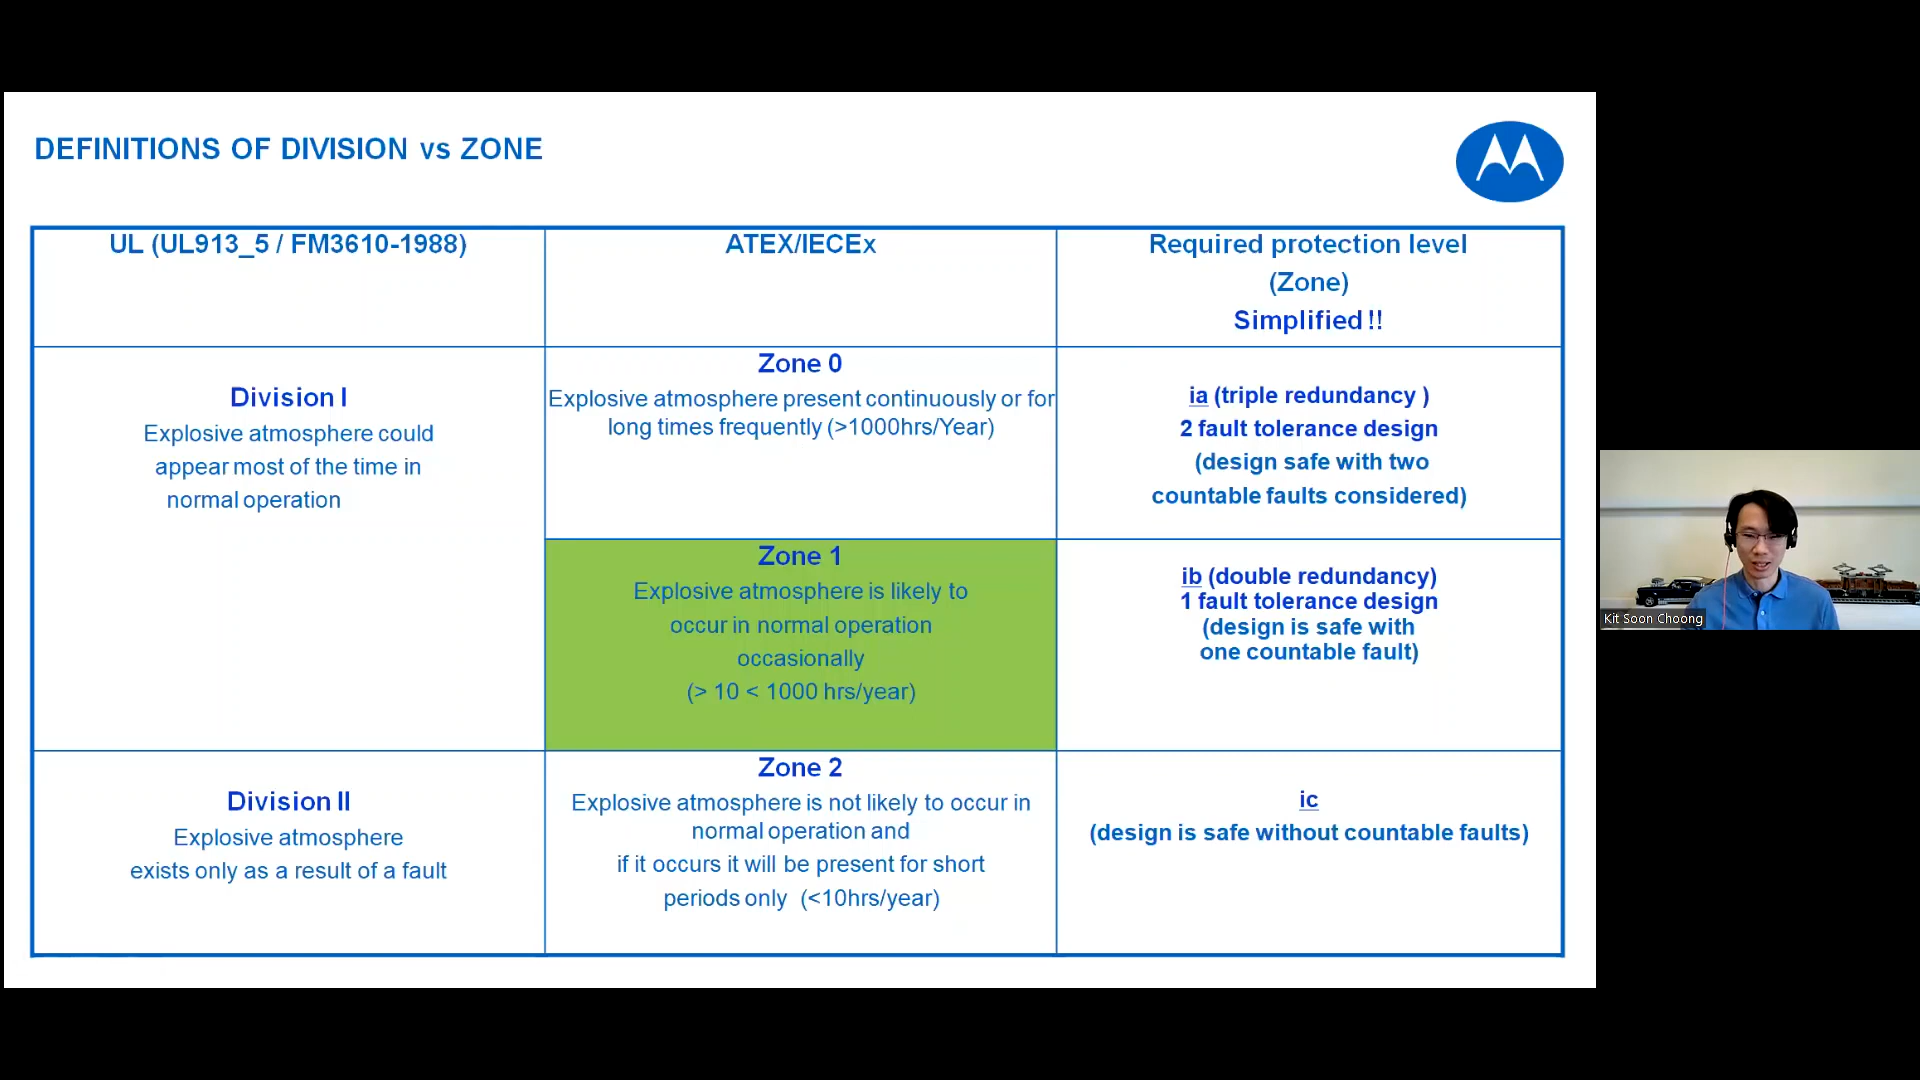 DEFINITIONS OF DIVISION vs ZONE
UL (UL913_5 / FM3610-1988)
ATEX/IECEx
Required protection level
(Zone)
Simplified !!
Division I
Explosive atmosphere could
appear most of the time in
normal operation
Zone 0
Explosive atmosphere present continuously or for
long times frequently (>1000hrs/Year)
ia (triple redundancy )
2 fault tolerance design
(design safe with two
countable faults considered)
Zone 1
Explosive atmosphere is likely to
occur in normal operation
occasionally
(> 10 < 1000 hrs/year)
ib (double redundancy)
1 fault tolerance design
(design is safe with
one countable fault)
Division II
Explosive atmosphere
exists only as a result of a fault
Zone 2
Explosive atmosphere is not likely to occur in
normal operation and
if it occurs it will be present for short
periods only (<10hrs/year)
ic
(design is safe without countable faults)
Kit Soon Choong